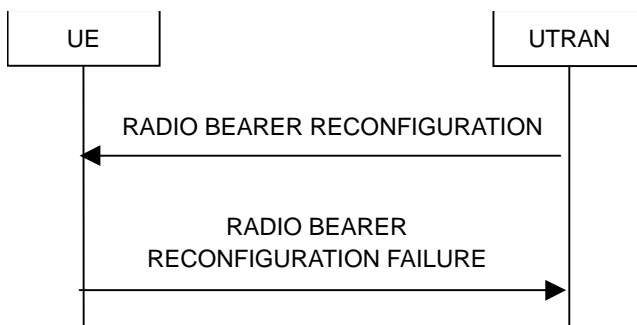 UE
UTRAN
RADIO BEARER RECONFIGURATION
RADIO BEARER
RECONFIGURATION FAILURE